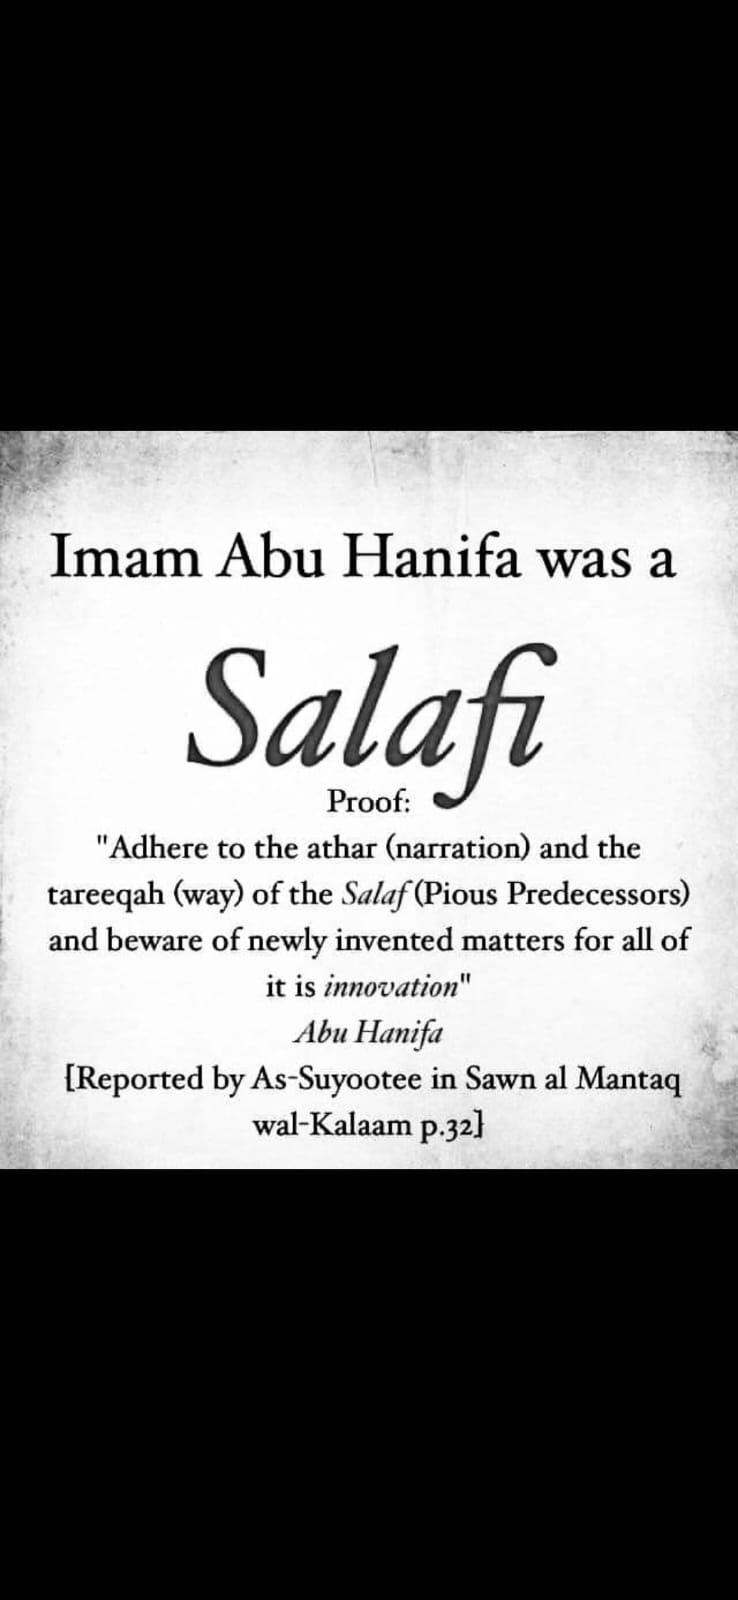 Imam Abu Hanifa was a
Salafi
Proof:
"Adhere to the athar (narration) and the
tareeqah (way) of the Salaf (Pious Predecessors)
and beware of newly invented matters for all of
it is innovation"
Abu Hanifa
[Reported by As-Suyootee in Sawn al Mantaq
wal-Kalaam p.32]